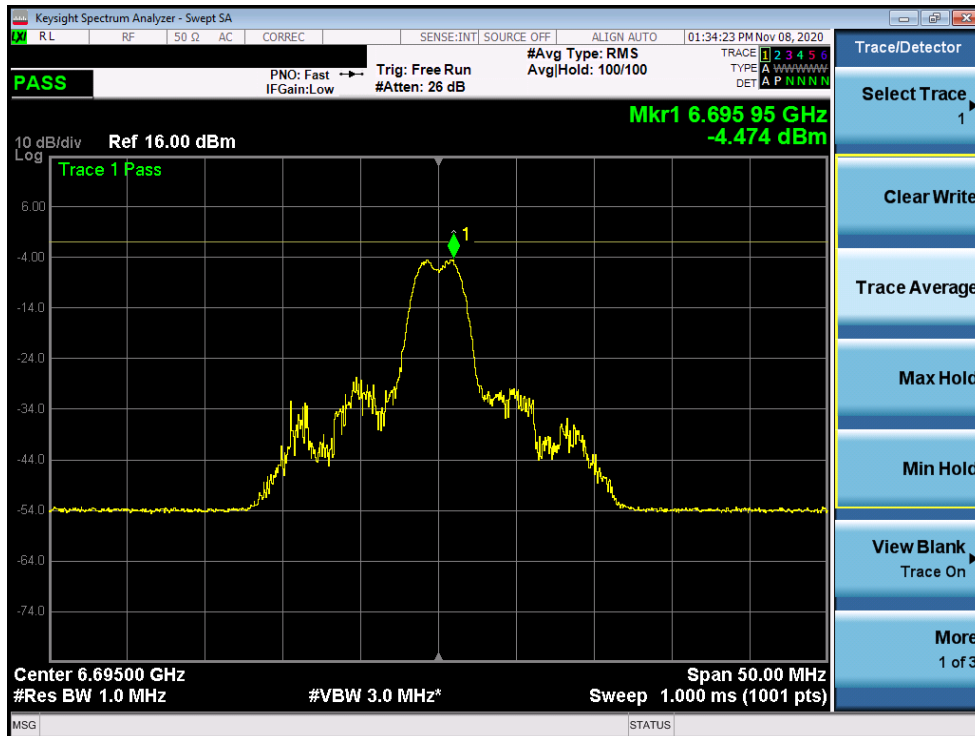 Keysight Spectrum Analyzer - Swept SA
LXI RL RF 50 Ω AC CORREC SENSE:INT SOURCE OFF ALIGN AUTO 01:34:23 PM Nov 08, 2020
PASS
PNO: Fast
IFGain:Low
Trig: Free Run
#Atten: 26 dB
#Avg Type: RMS
Avg|Hold: 100/100
TRACE 1 2 3 4 5 6
TYPE A WWWWW
DET A P N N N N
Mkr1 6.695 95 GHz
-4.474 dBm
10 dB/div Ref 16.00 dBm
Log
Trace 1 Pass
1
6.00
-4.00
-14.0
-24.0
-34.0
-44.0
-54.0
-64.0
-74.0
Center 6.69500 GHz Span 50.00 MHz
#Res BW 1.0 MHz #VBW 3.0 MHz* Sweep 1.000 ms (1001 pts)
MSG STATUS
Trace/Detector
Select Trace
1
Clear Write
Trace Average
Max Hold
Min Hold
View Blank
Trace On
More
1 of 3